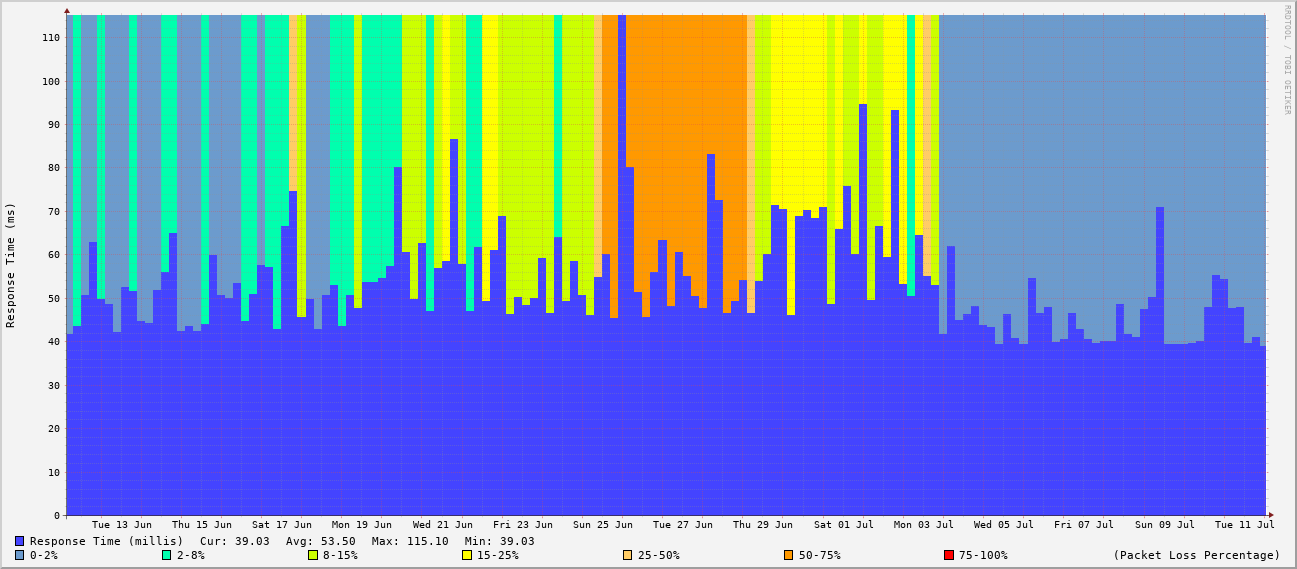 RRDTOOL / TOBI OETIKER
Response Time (ms)
110
100
90
80
70
60
50
40
30
20
10
0
Tue 13 Jun Thu 15 Jun Sat 17 Jun Mon 19 Jun Wed 21 Jun Fri 23 Jun Sun 25 Jun Tue 27 Jun Thu 29 Jun Sat 01 Jul Mon 03 Jul Wed 05 Jul Fri 07 Jul Sun 09 Jul Tue 11 Jul
Response Time (millis) Cur: 39.03 Avg: 53.50 Max: 115.10 Min: 39.03
0-2% 2-8% 8-15% 15-25% 25-50% 50-75% 75-100% (Packet Loss Percentage)